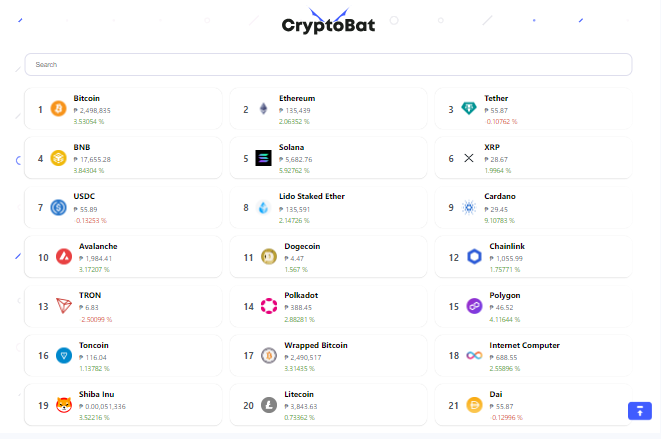 CryptoBat
Search
1 Bitcoin ₱ 2,498,835 3.53054 %
2 Ethereum ₱ 135,439 2.06352 %
3 Tether ₱ 55.87 -0.10762 %
4 BNB ₱ 17,655.28 3.84304 %
5 Solana ₱ 5,682.76 5.92762 %
6 XRP ₱ 28.67 1.9964 %
7 USDC ₱ 55.89 -0.13253 %
8 Lido Staked Ether ₱ 135,591 2.14726 %
9 Cardano ₱ 29.45 9.10783 %
10 Avalanche ₱ 1,984.41 3.17207 %
11 Dogecoin ₱ 4.47 1.567 %
12 Chainlink ₱ 1,055.99 1.75771 %
13 TRON ₱ 6.83 -2.50099 %
14 Polkadot ₱ 388.45 2.88281 %
15 Polygon ₱ 46.52 4.11644 %
16 Toncoin ₱ 116.04 1.13782 %
17 Wrapped Bitcoin ₱ 2,490,517 3.31435 %
18 Internet Computer ₱ 688.55 2.55896 %
19 Shiba Inu ₱ 0.00,051,336 3.52216 %
20 Litecoin ₱ 3,843.63 0.73362 %
21 Dai ₱ 55.87 -0.12996 %